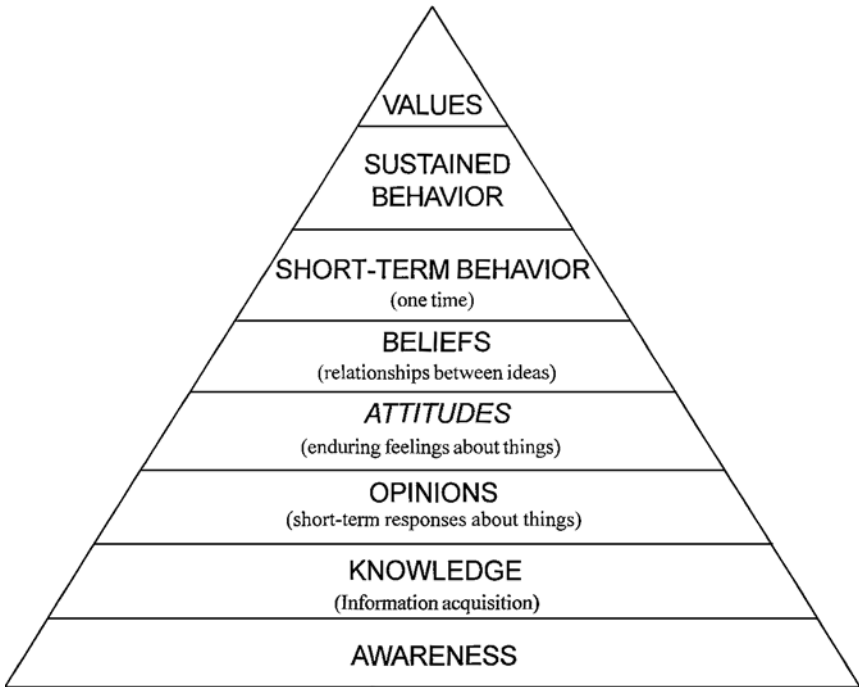 VALUES
SUSTAINED
BEHAVIOR
SHORT-TERM BEHAVIOR
(one time)
BELIEFS
(relationships between ideas)
ATTITUDES
(enduring feelings about things)
OPINIONS
(short-term responses about things)
KNOWLEDGE
(Information acquisition)
AWARENESS